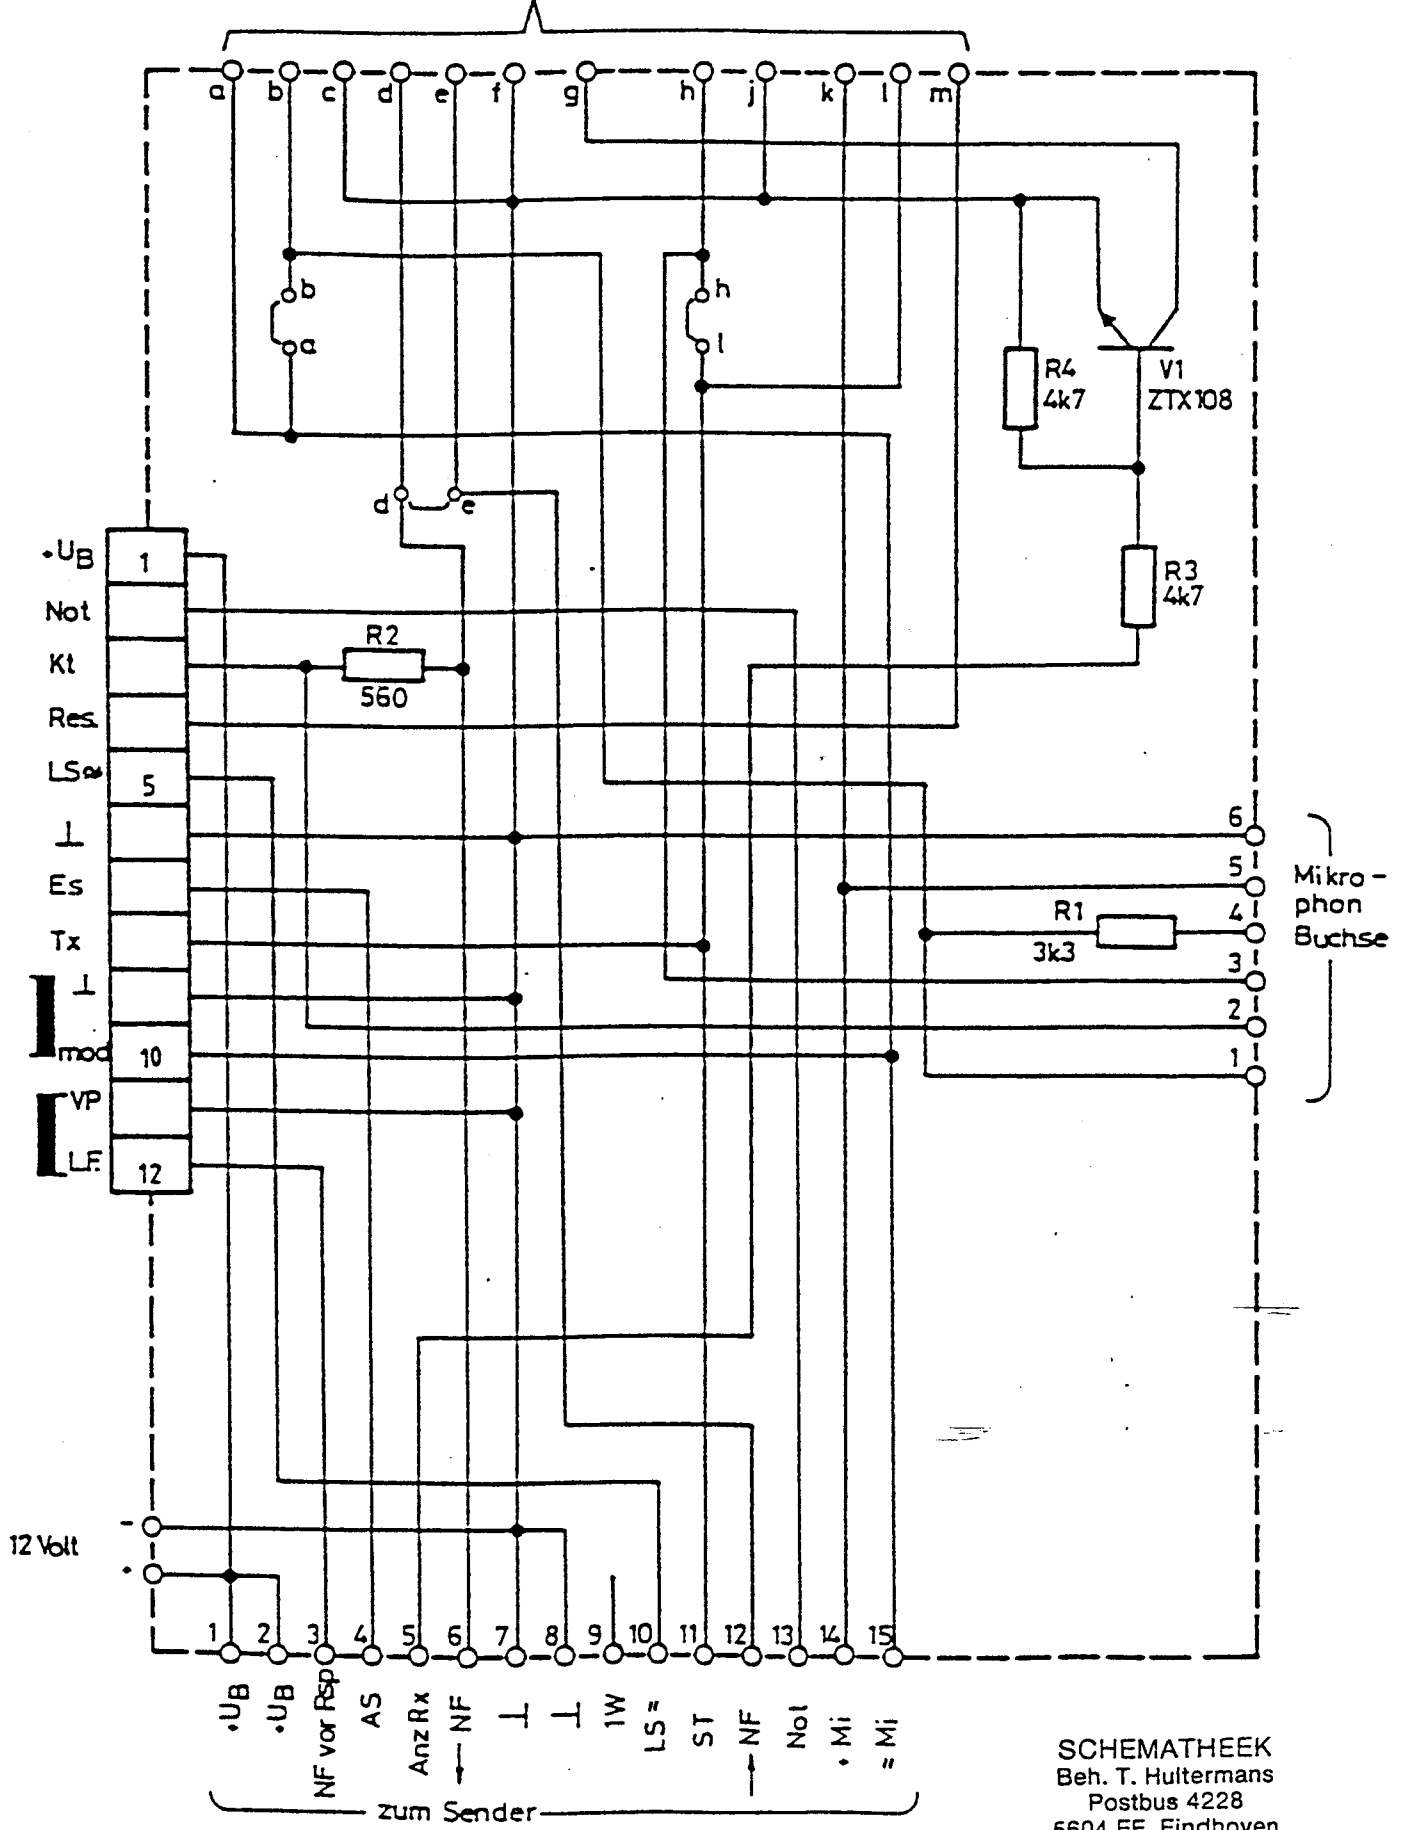 a b c d e f g h j k l m
b
a
h
l
R4
4k7
V1
ZTX108
d e
R3
4k7
+UB 1
Not
Kt
R2
560
Res.
LS≈ 5
⊥
Es
Tx
⊥
mod 10
VP
LF. 12
6
5
4
3
2
1
R1
3k3
Mikro-
phon
Buchse
12 Volt
-
+
1 2 3 4 5 6 7 8 9 10 11 12 13 14 15
+UB
+UB
NF vor Rsp
AS
Anz Rx
NF
⊥
⊥
1W
LS"
ST
NF
Not
+ Mi
" Mi
zum Sender
SCHEMATHEEK
Beh. T. Hultermans
Postbus 4228
5604 EE Eindhoven